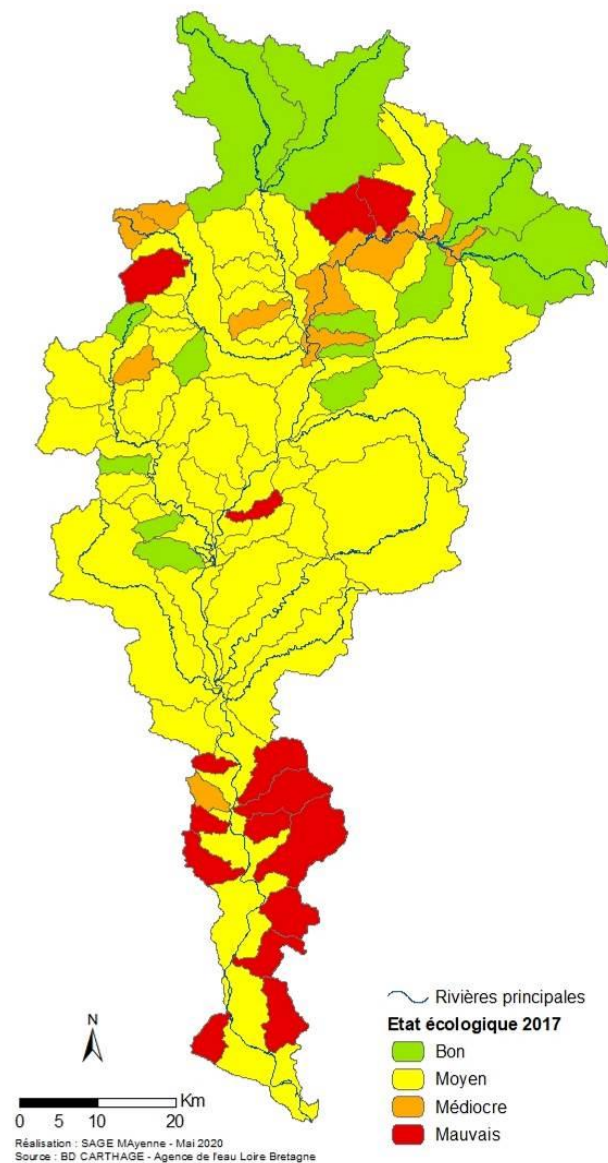 Rivières principales
Etat écologique 2017
Bon
Moyen
Médiocre
Mauvais
N
Km
0 5 10 20
Réalisation : SAGE MAyenne - Mai 2020
Source : BD CARTHAGE - Agence de l'eau Loire Bretagne